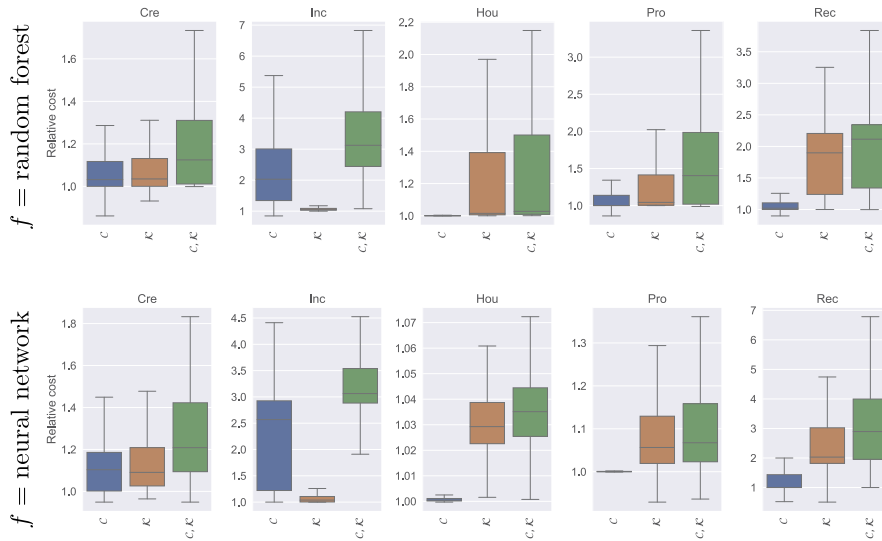 f = random forest
Cre
Inc
Hou
Pro
Rec
Relative cost
1.6
1.4
1.2
1.0
7
6
5
4
3
2
1
2.2
2.0
1.8
1.6
1.4
1.2
1.0
3.0
2.5
2.0
1.5
1.0
3.5
3.0
2.5
2.0
1.5
1.0
C
K
C, K
C
K
C, K
C
K
C, K
C
K
C, K
C
K
C, K
f = neural network
Cre
Inc
Hou
Pro
Rec
Relative cost
1.8
1.6
1.4
1.2
1.0
4.5
4.0
3.5
3.0
2.5
2.0
1.5
1.0
1.07
1.06
1.05
1.04
1.03
1.02
1.01
1.00
1.3
1.2
1.1
1.0
7
6
5
4
3
2
1
C
K
C, K
C
K
C, K
C
K
C, K
C
K
C, K
C
K
C, K